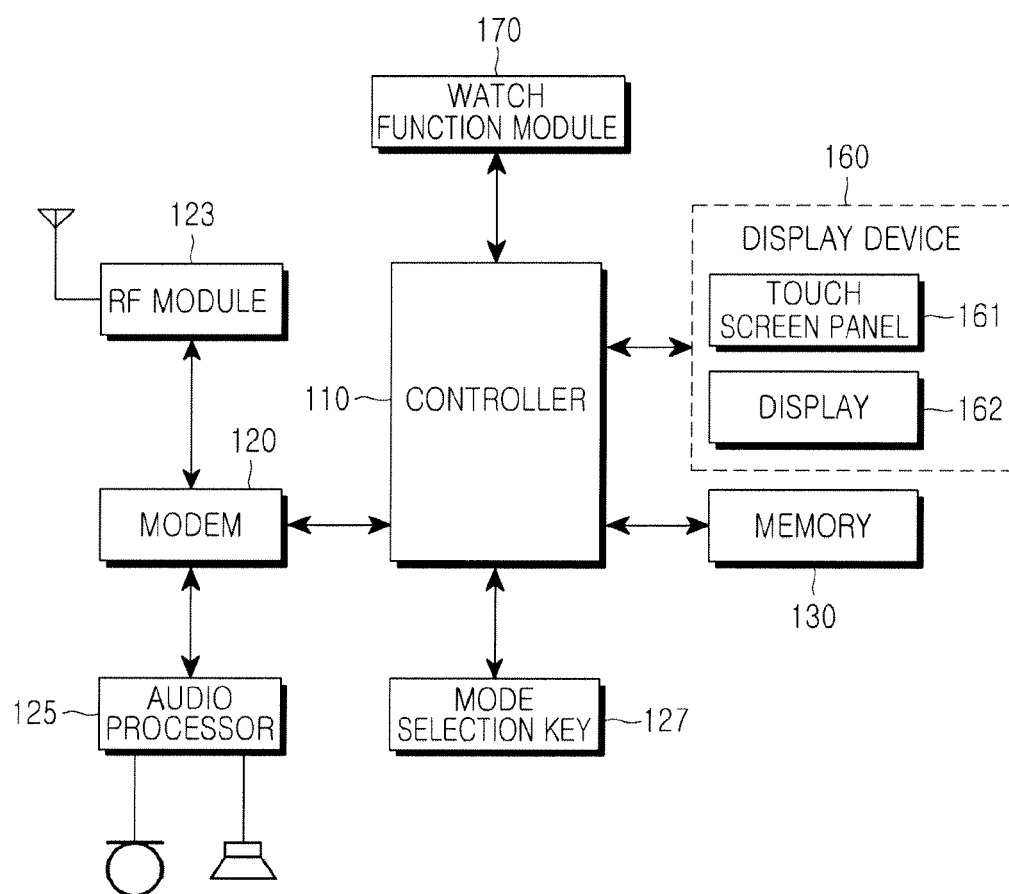 170
WATCH
FUNCTION MODULE
160
123
DISPLAY DEVICE
RF MODULE
TOUCH
SCREEN PANEL
161
110
CONTROLLER
DISPLAY
162
120
MODEM
MEMORY
130
125
AUDIO
PROCESSOR
MODE
SELECTION KEY
127